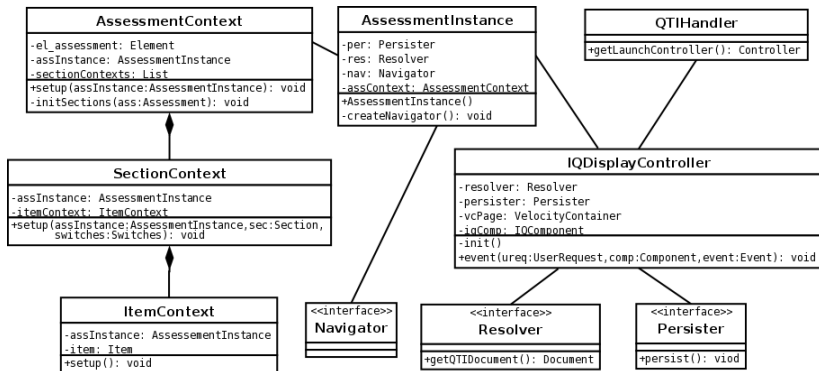 AssessmentContext
-el_assessment: Element
-assInstance: AssessmentInstance
-sectionContexts: List
+setup(assInstance:AssessmentInstance): void
-initSections(ass:Assessment): void
AssessmentInstance
-per: Persister
-res: Resolver
-nav: Navigator
-assContext: AssessmentContext
+AssessmentInstance()
-createNavigator(): void
QTIHandler
+getLaunchController(): Controller
SectionContext
-assInstance: AssessmentInstance
-itemContext: ItemContext
+setup(assInstance:AssessmentInstance,sec:Section,
switches:Switches): void
IQDisplayController
-resolver: Resolver
-persister: Persister
-vcPage: VelocityContainer
-iqComp: IQComponent
-init()
+event(ureq:UserRequest,comp:Component,event:Event): void
ItemContext
-assInstance: AssessementInstance
-item: Item
+setup(): void
<<interface>>
Navigator
<<interface>>
Resolver
+getQTIDocument(): Document
<<interface>>
Persister
+persist(): viod